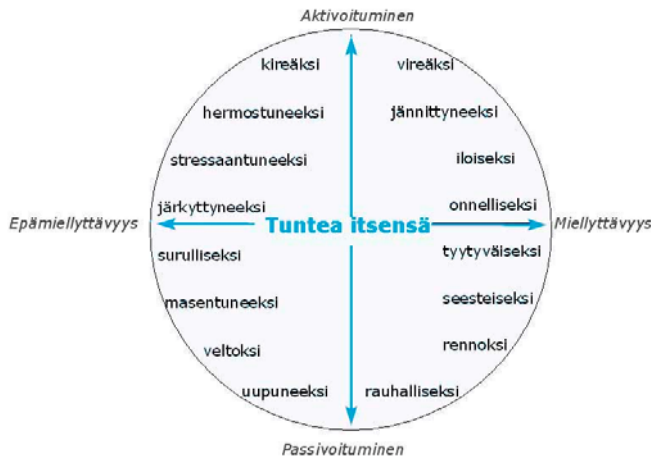 Aktivoituminen
kireäksi vireäksi
hermostuneeksi jännittyneeksi
stressaantuneeksi iloiseksi
järkyttyneeksi onnelliseksi
Epämiellyttävyys Tuntea itsensä Miellyttävyys
surulliseksi tyytyväiseksi
masentuneeksi seesteiseksi
veltoksi rennoksi
uupuneeksi rauhalliseksi
Passivoituminen